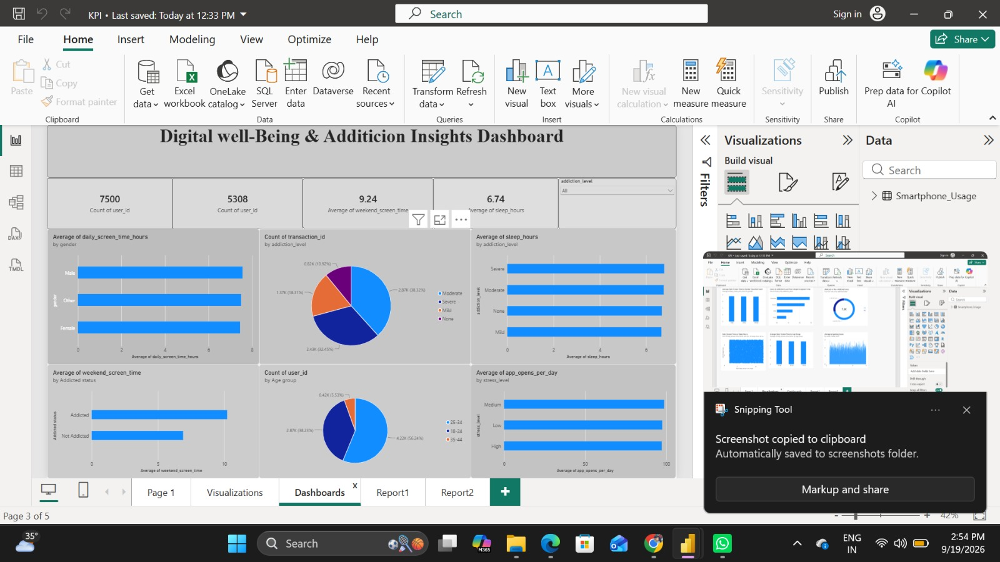 KPI • Last saved: Today at 12:33 PM
Search
Sign in
File Home Insert Modeling View Optimize Help
Share
Paste
Cut
Copy
Format painter
Clipboard
Get data
Excel workbook
OneLake catalog
SQL Server
Enter data
Dataverse
Recent sources
Data
Transform data
Refresh
Queries
New visual
Text box
More visuals
Insert
New visual calculation
New measure
Quick measure
Calculations
Sensitivity
Sensitivity
Publish
Share
Prep data for AI
Copilot
Copilot
Digital well-Being & Additicion Insights Dashboard
7500
Count of user_id
5308
Count of user_id
9.24
Average of weekend_screen_time
6.74
Average of sleep_hours
addiction_level
All
Average of daily_screen_time_hours
by gender
Male
Other
Female
gender
0 2 4 6 8
Average of daily_screen_time_hours
Count of transaction_id
by addiction_level
0.82K (10.92%)
1.37K (18.31%)
2.87K (38.32%)
2.43K (32.45%)
Moderate
Severe
Mild
None
Average of sleep_hours
by addiction_level
Severe
Moderate
None
Mild
addiction_level
0 2 4 6
Average of sleep_hours
Average of weekend_screen_time
by Addicted status
Addicted
Not Addicted
Addicted status
0 5 10
Average of weekend_screen_time
Count of user_id
by Age group
0.42K (5.53%)
2.87K (38.23%)
4.22K (56.24%)
25-34
18-24
35-44
Average of app_opens_per_day
by stress_level
Medium
Low
High
stress_level
0 50 100
Average of app_opens_per_day
Filters
Visualizations
Build visual
Data
Search
Smartphone_Usage
DAX
TMDL
Snipping Tool
Screenshot copied to clipboard
Automatically saved to screenshots folder.
Markup and share
Page 1
Visualizations
Dashboards
x
Report1
Report2
Page 3 of 5
42%
35°
Search
M365
ENG
IN
2:54 PM
9/19/2026